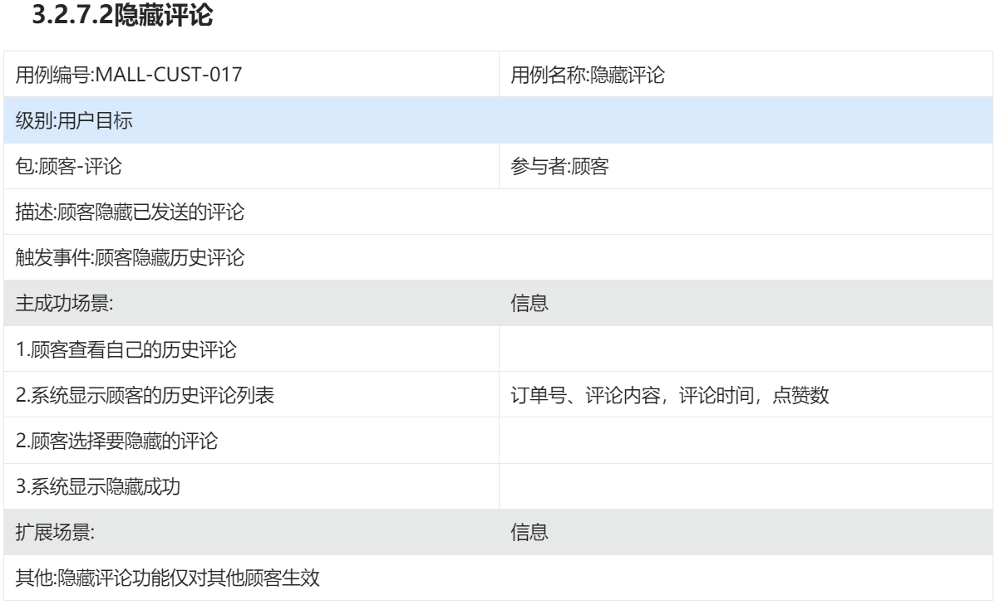 3.2.7.2隐藏评论
用例编号:MALL-CUST-017 用例名称:隐藏评论
级别:用户目标
包:顾客-评论 参与者:顾客
描述:顾客隐藏已发送的评论
触发事件:顾客隐藏历史评论
主成功场景: 信息
1.顾客查看自己的历史评论
2.系统显示顾客的历史评论列表 订单号、评论内容，评论时间，点赞数
2.顾客选择要隐藏的评论
3.系统显示隐藏成功
扩展场景: 信息
其他:隐藏评论功能仅对其他顾客生效